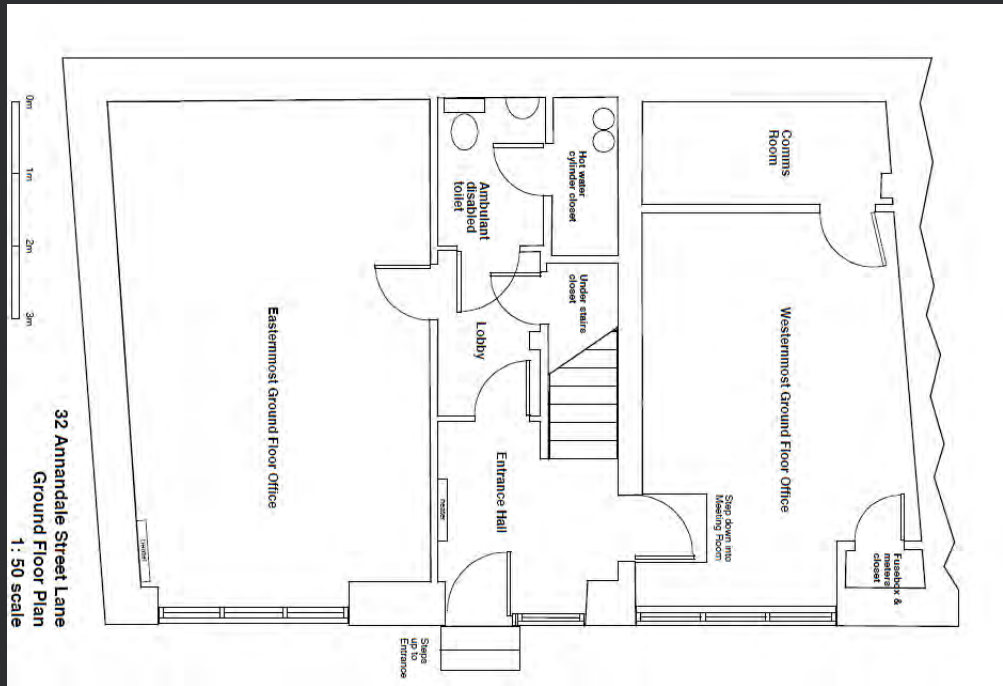 Comms
Room
Westernmost Ground Floor Office
Fusebox &
meters
closet
Step down into
Meeting Room
Hot water
cylinder closet
Under stairs
closet
Ambulant
disabled
toilet
Lobby
Entrance Hall
heater
Steps
up to
Entrance
Easternmost Ground Floor Office
0m 1m 2m 3m
32 Annandale Street Lane
Ground Floor Plan
1: 50 scale